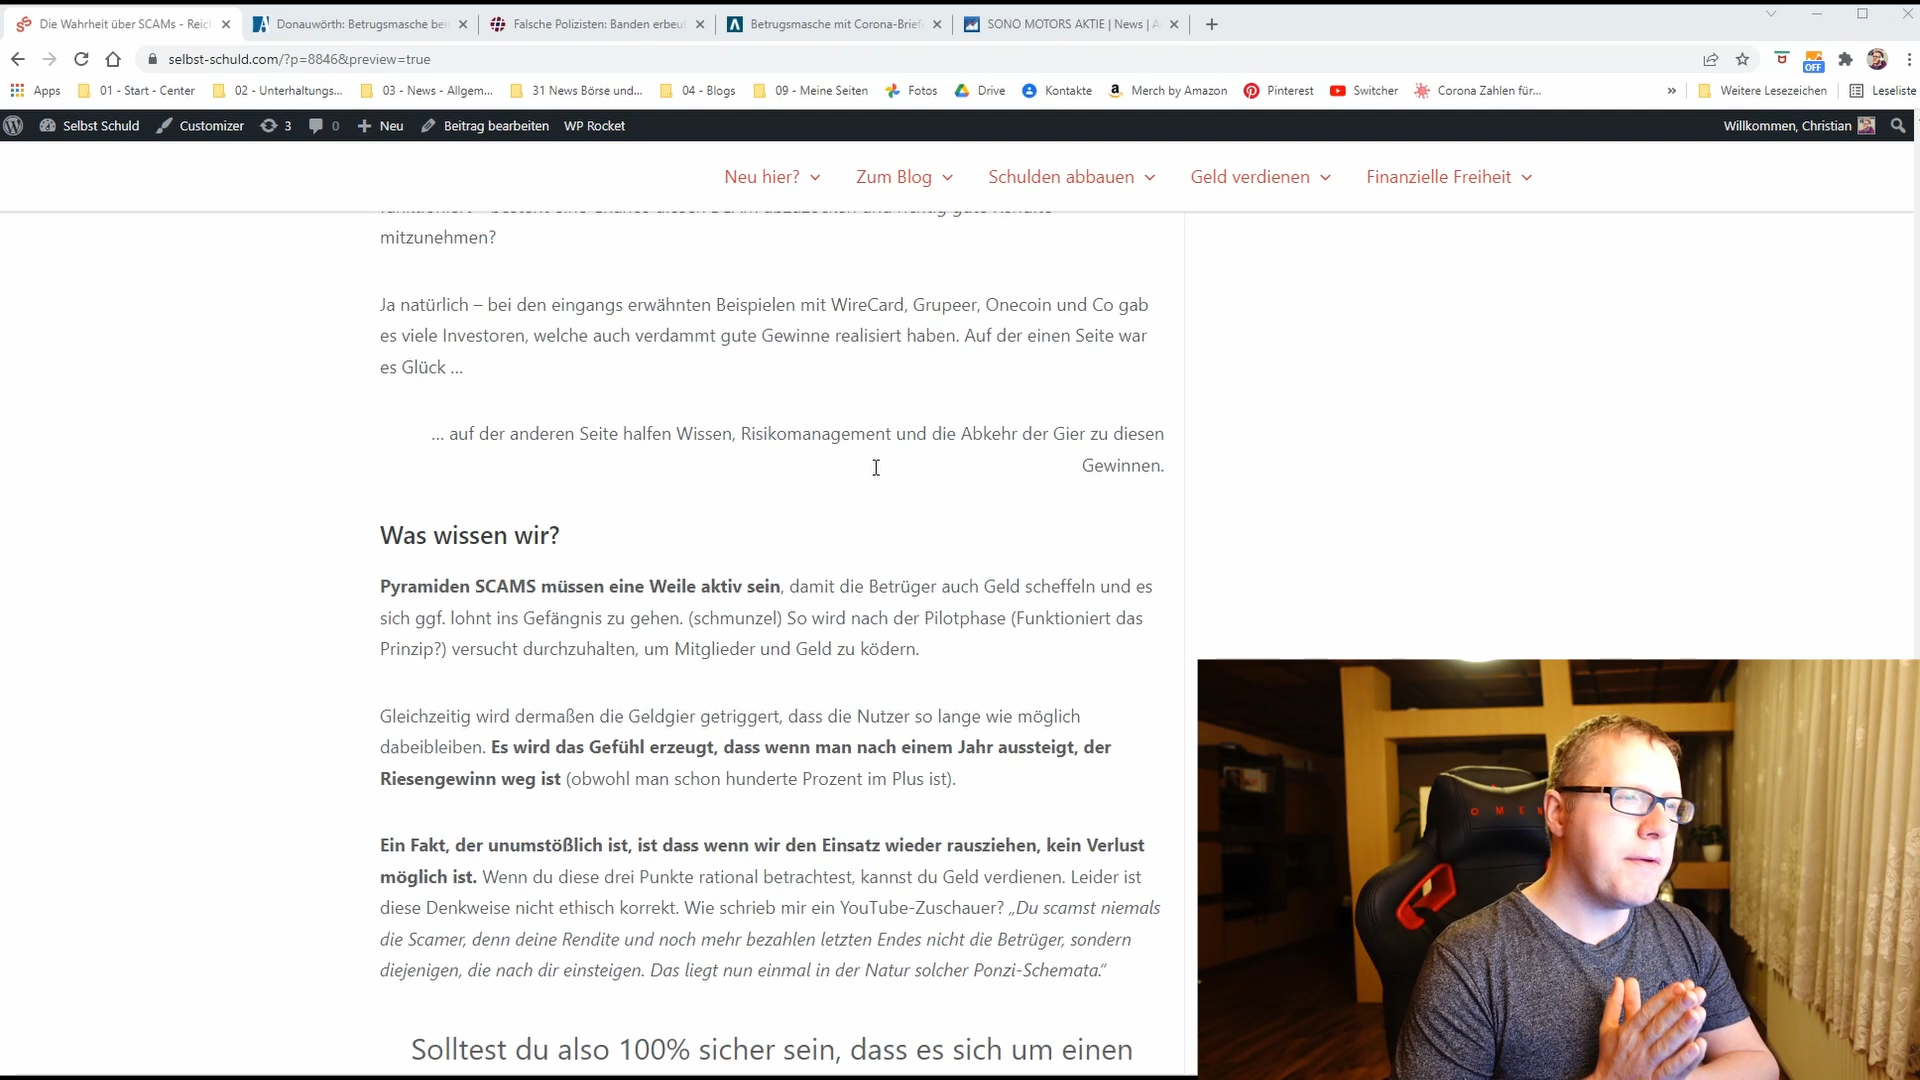 Die Wahrheit über SCAMs - Reich
Donauwörth: Betrugsmasche bei
Falsche Polizisten: Banden erbeut
Betrugsmasche mit Corona-Brief
SONO MOTORS AKTIE | News | A
selbst-schuld.com/?p=8846&preview=true
OFF
Apps
01 - Start - Center
02 - Unterhaltungs...
03 - News - Allgem...
31 News Börse und...
04 - Blogs
09 - Meine Seiten
Fotos
Drive
Kontakte
Merch by Amazon
Pinterest
Switcher
Corona Zahlen für...
»
Weitere Lesezeichen
Leseliste
Selbst Schuld
Customizer
3
0
Neu
Beitrag bearbeiten
WP Rocket
Willkommen, Christian
Neu hier?
Zum Blog
Schulden abbauen
Geld verdienen
Finanzielle Freiheit
mitzunehmen?
Ja natürlich – bei den eingangs erwähnten Beispielen mit WireCard, Grupeer, Onecoin und Co gab
es viele Investoren, welche auch verdammt gute Gewinne realisiert haben. Auf der einen Seite war
es Glück …
… auf der anderen Seite halfen Wissen, Risikomanagement und die Abkehr der Gier zu diesen
Gewinnen.
Was wissen wir?
Pyramiden SCAMS müssen eine Weile aktiv sein, damit die Betrüger auch Geld scheffeln und es
sich ggf. lohnt ins Gefängnis zu gehen. (schmunzel) So wird nach der Pilotphase (Funktioniert das
Prinzip?) versucht durchzuhalten, um Mitglieder und Geld zu ködern.
Gleichzeitig wird dermaßen die Geldgier getriggert, dass die Nutzer so lange wie möglich
dabeibleiben. Es wird das Gefühl erzeugt, dass wenn man nach einem Jahr aussteigt, der
Riesengewinn weg ist (obwohl man schon hunderte Prozent im Plus ist).
Ein Fakt, der unumstößlich ist, ist dass wenn wir den Einsatz wieder rausziehen, kein Verlust
möglich ist. Wenn du diese drei Punkte rational betrachtest, kannst du Geld verdienen. Leider ist
diese Denkweise nicht ethisch korrekt. Wie schrieb mir ein YouTube-Zuschauer? „Du scamst niemals
die Scamer, denn deine Rendite und noch mehr bezahlen letzten Endes nicht die Betrüger, sondern
diejenigen, die nach dir einsteigen. Das liegt nun einmal in der Natur solcher Ponzi-Schemata.“
Solltest du also 100% sicher sein, dass es sich um einen
OMEN